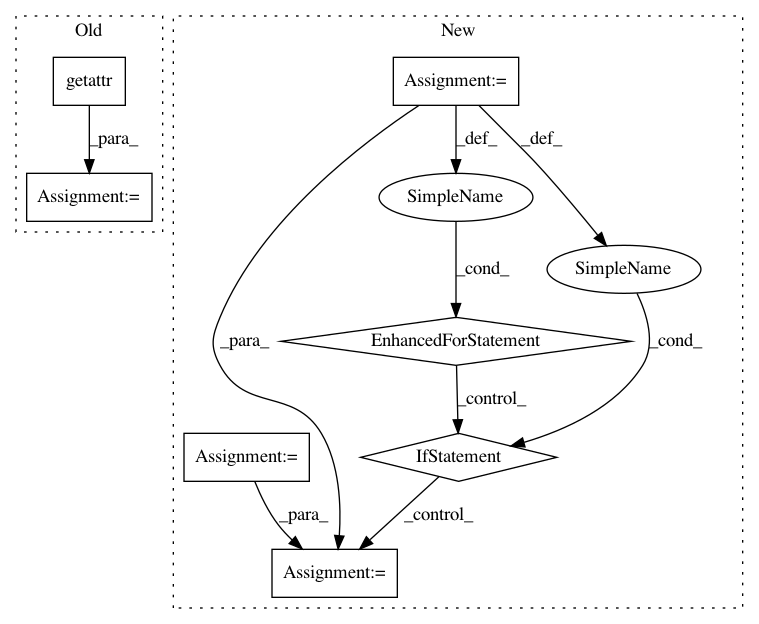 Old
New
getattr
Assignment:=
_para_
_def_
_def_
Assignment:=
SimpleName
SimpleName
_cond_
_para_
EnhancedForStatement
_cond_
_control_
Assignment:=
IfStatement
_para_
_control_
Assignment:=